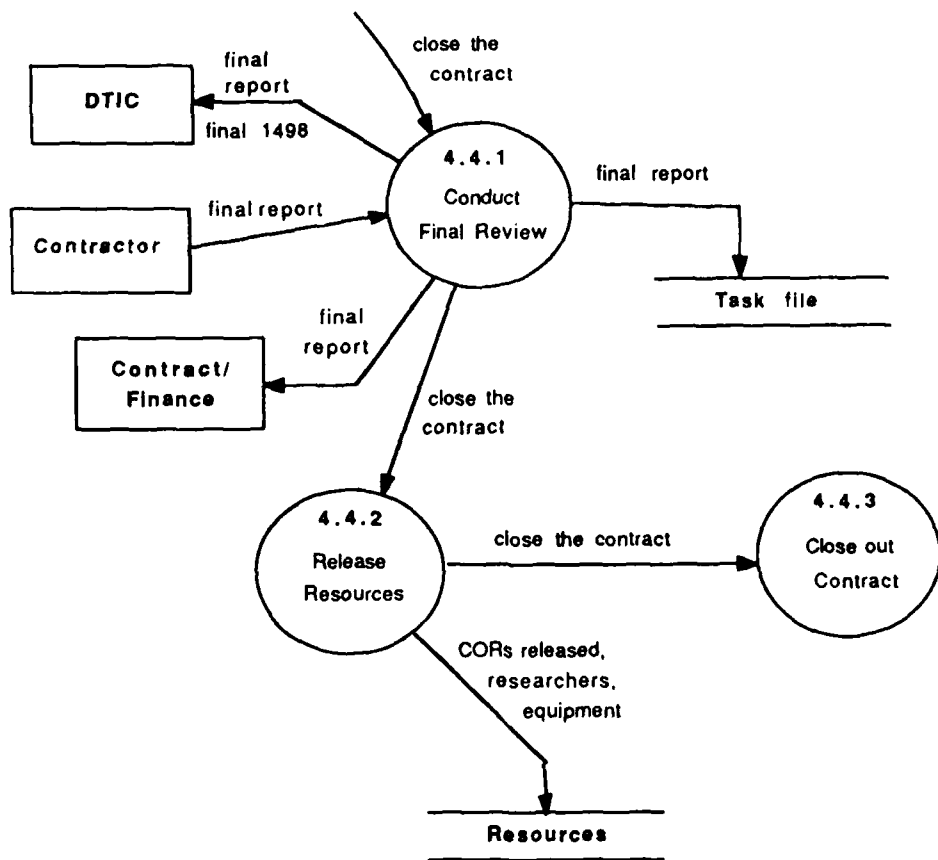 close the
contract
final
report
DTIC
final 1498
4.4.1
Conduct
Final Review
final report
final report
Contractor
Task file
final
report
Contract/
Finance
close the
contract
4.4.2
Release
Resources
close the contract
4.4.3
Close out
Contract
CORs released,
researchers,
equipment
Resources